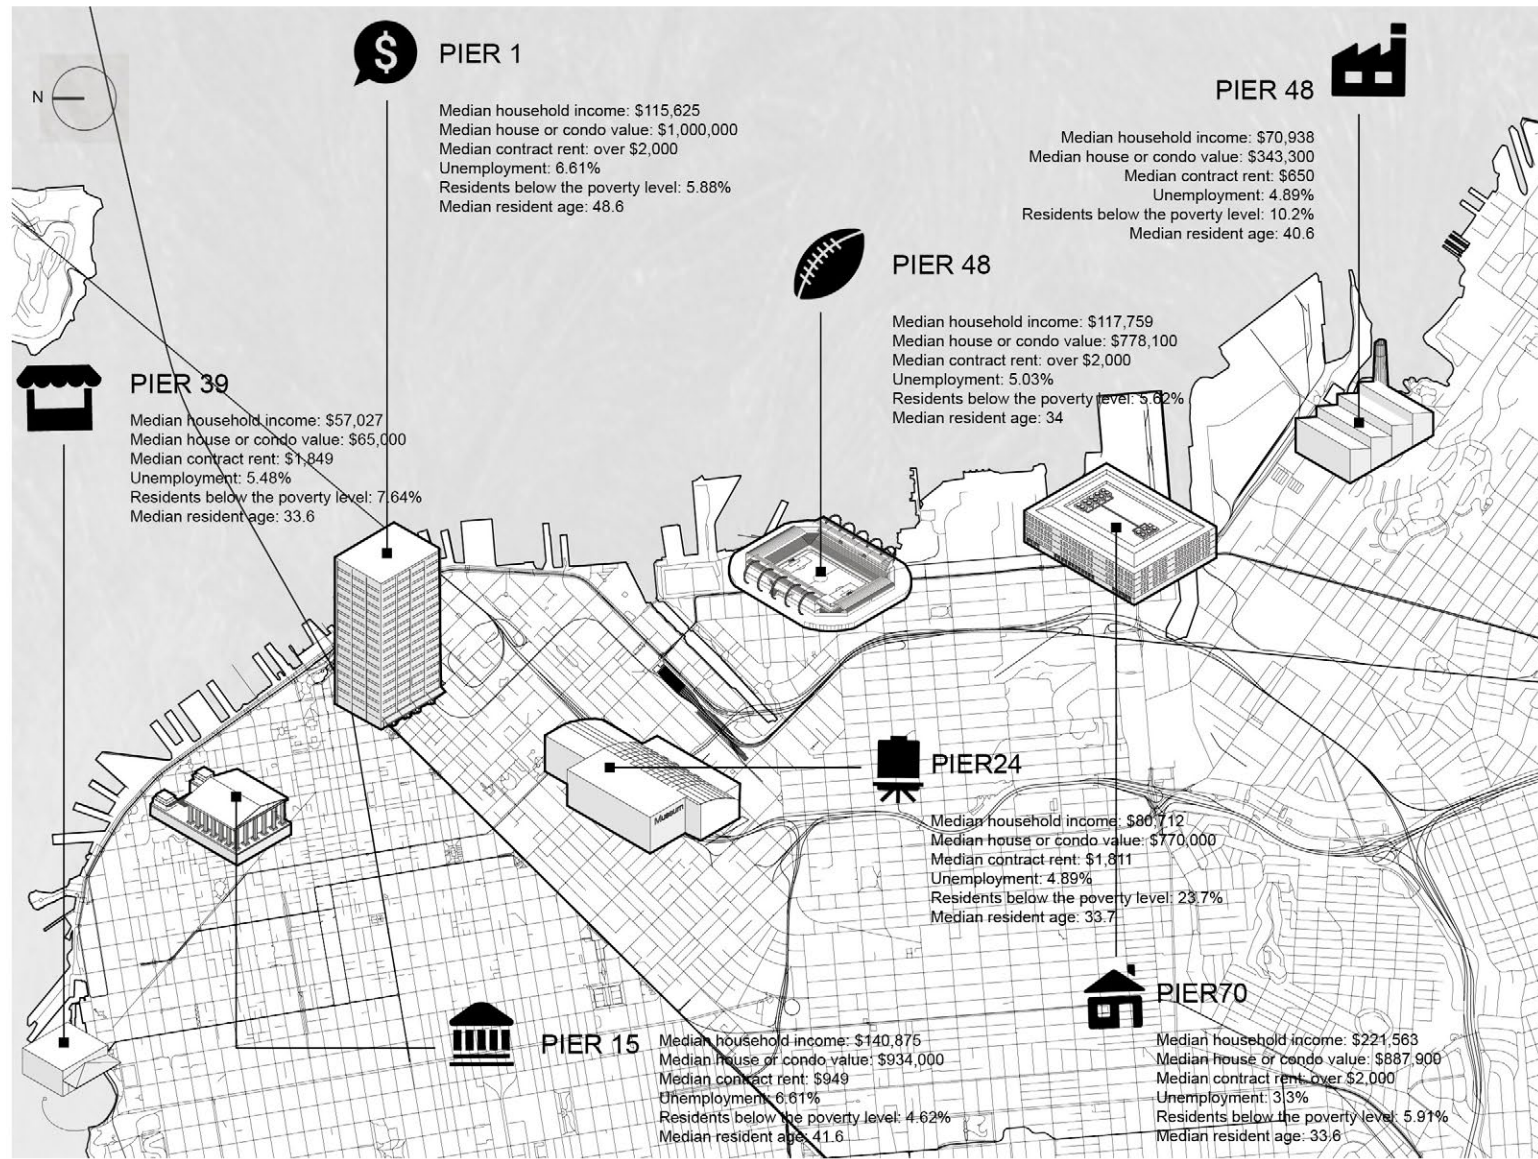 N
PIER 1
Median household income: $115,625
Median house or condo value: $1,000,000
Median contract rent: over $2,000
Unemployment: 6.61%
Residents below the poverty level: 5.88%
Median resident age: 48.6
PIER 48
Median household income: $70,938
Median house or condo value: $343,300
Median contract rent: $650
Unemployment: 4.89%
Residents below the poverty level: 10.2%
Median resident age: 40.6
PIER 48
Median household income: $117,759
Median house or condo value: $778,100
Median contract rent: over $2,000
Unemployment: 5.03%
Residents below the poverty level: 5.62%
Median resident age: 34
PIER 39
Median household income: $57,027
Median house or condo value: $65,000
Median contract rent: $1,849
Unemployment: 5.48%
Residents below the poverty level: 7.64%
Median resident age: 33.6
Museum
PIER24
Median household income: $80,712
Median house or condo value: $770,000
Median contract rent: $1,811
Unemployment: 4.89%
Residents below the poverty level: 23.7%
Median resident age: 33.7
PIER 15
Median household income: $140,875
Median house or condo value: $934,000
Median contract rent: $949
Unemployment: 6.61%
Residents below the poverty level: 4.62%
Median resident age: 41.6
PIER70
Median household income: $221,563
Median house or condo value: $887,900
Median contract rent: over $2,000
Unemployment: 3.3%
Residents below the poverty level: 5.91%
Median resident age: 33.6